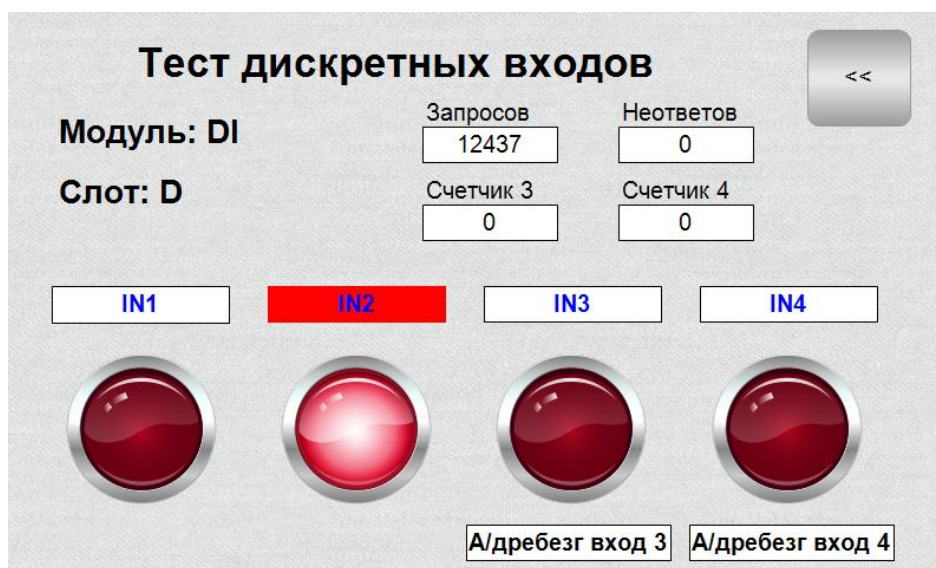 Тест дискретных входов
<<
Модуль: DI
Запросов
Неответов
12437
0
Слот: D
Счетчик 3
Счетчик 4
0
0
IN1
IN2
IN3
IN4
А/дребезг вход 3
А/дребезг вход 4